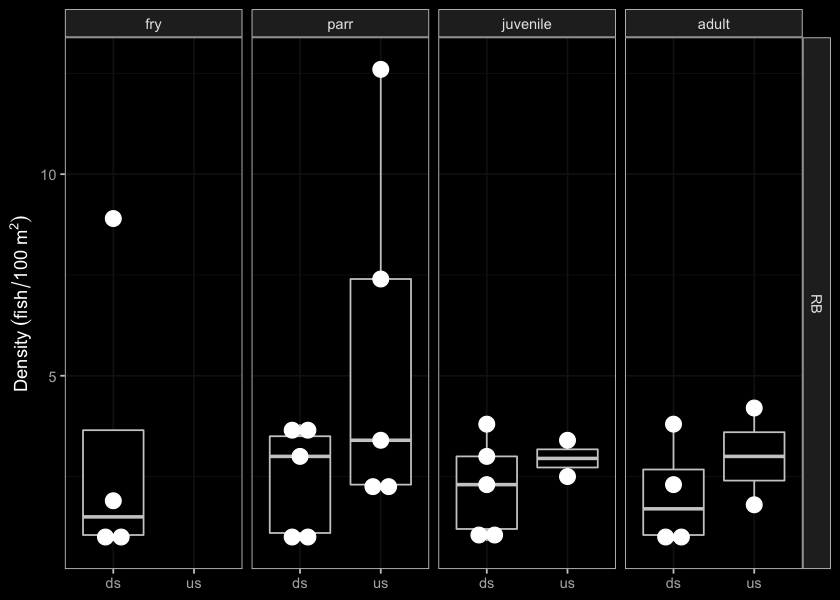 fry parr juvenile adult
RB
Density (fish/100 m²)
10
5
ds us ds us ds us ds us